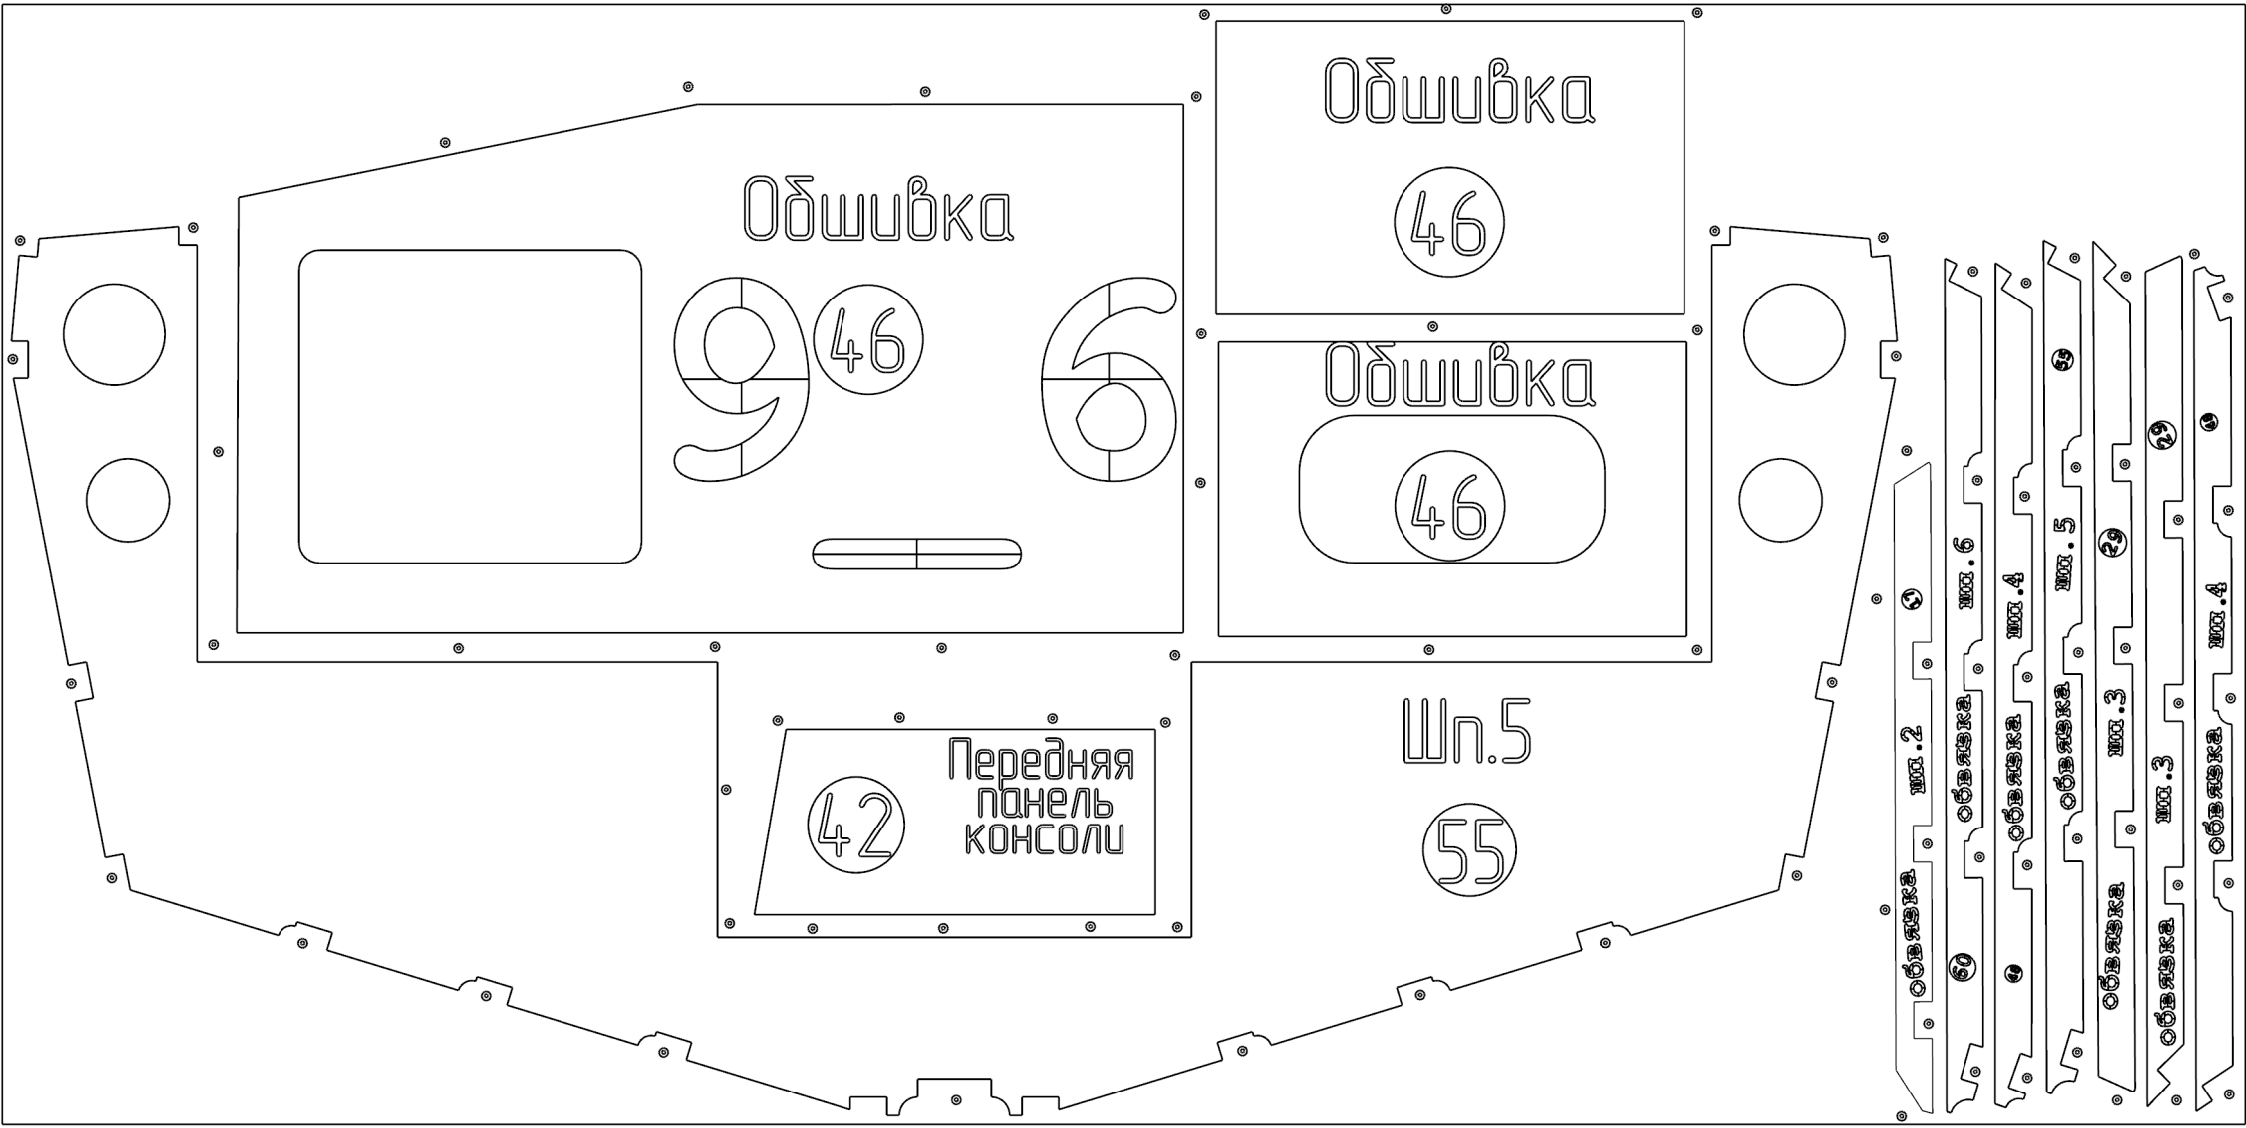 Обшивка
46
Обшивка
9
46
6
Обшивка
46
Передняя
панель
консоли
42
Шп.5
55
обвязка шп.2
обвязка шп.6
60
обвязка шп.4
обвязка шп.5
55
обвязка шп.3
29
обвязка шп.3
29
обвязка шп.4